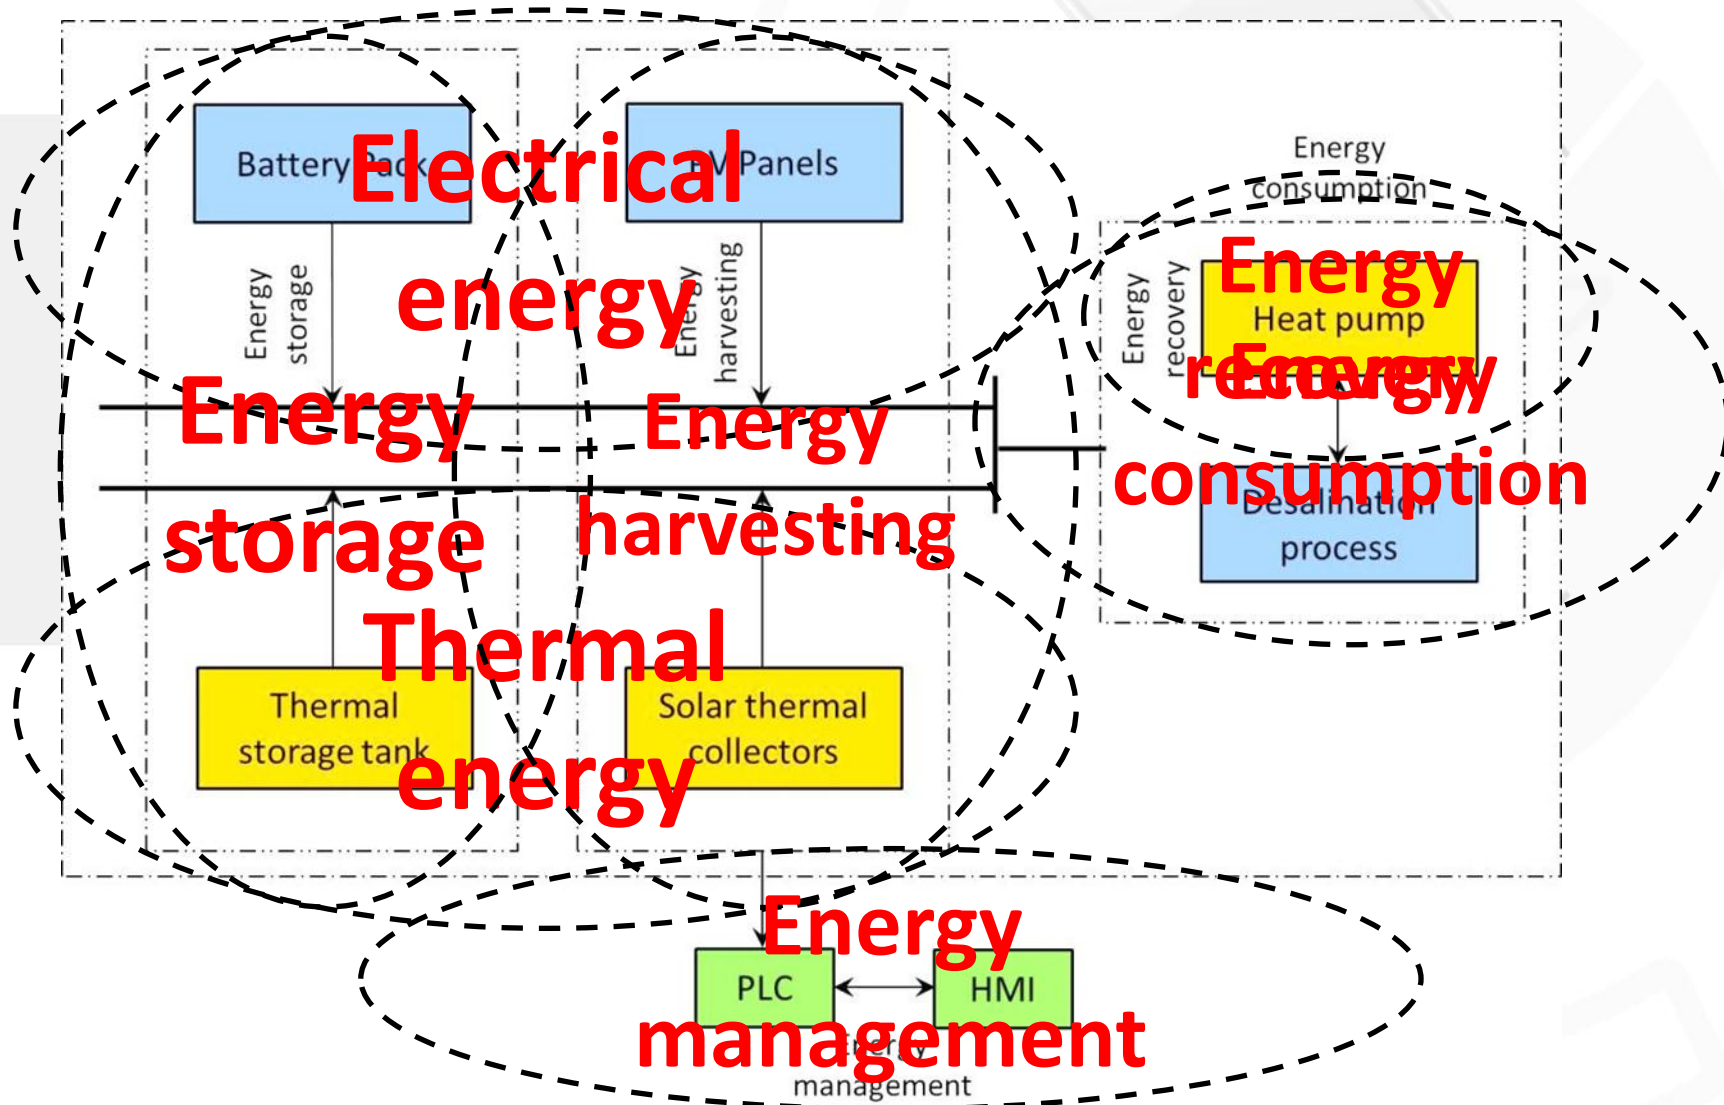 Battery Pack
PV Panels
Electrical
energy
Energy
storage
Energy
harvesting
Energy
consumption
Energy
recovery
Heat pump
Energy
recovery
Energy
consumption
Desalination
process
Energy
storage
Energy
harvesting
Thermal
energy
Thermal
storage tank
Solar thermal
collectors
Energy
management
PLC
HMI
Energy
management